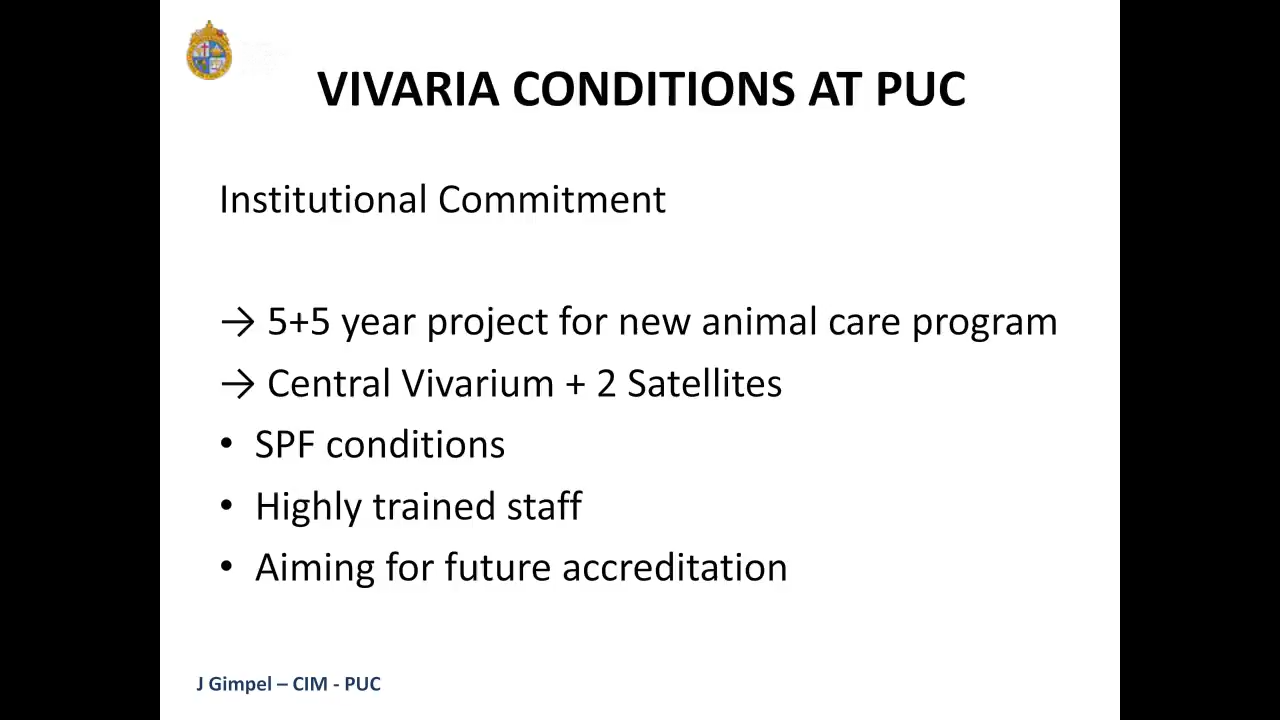 VIVARIA CONDITIONS AT PUC
Institutional Commitment
→ 5+5 year project for new animal care program
→ Central Vivarium + 2 Satellites
• SPF conditions
• Highly trained staff
• Aiming for future accreditation
J Gimpel – CIM - PUC